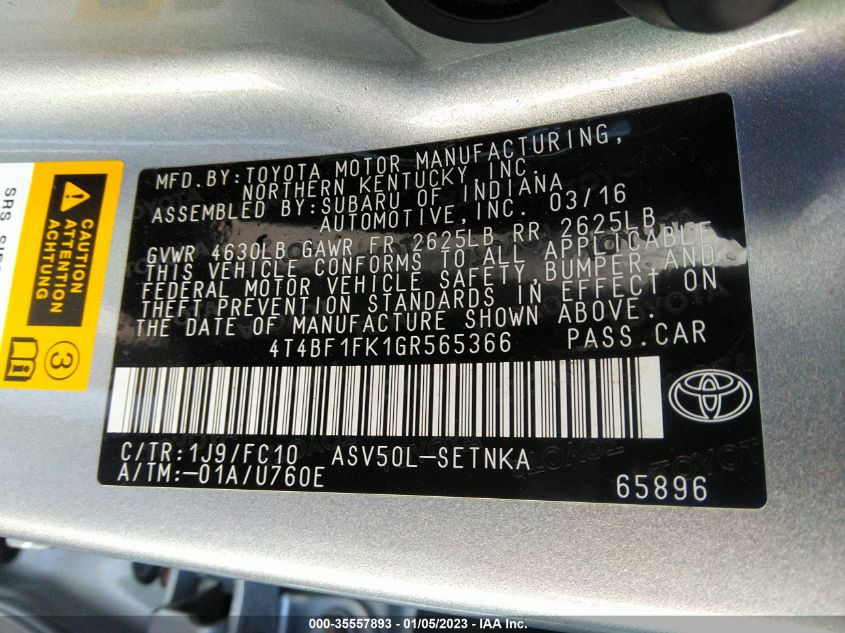 MFD.BY:TOYOTA MOTOR MANUFACTURING,
NORTHERN KENTUCKY INC.
ASSEMBLED BY:SUBARU OF INDIANA
AUTOMOTIVE,INC. 03/16
GVWR 4630LB GAWR FR 2625LB RR 2625LB
THIS VEHICLE CONFORMS TO ALL APPLICABLE
FEDERAL MOTOR VEHICLE SAFETY,BUMPER,AND
THEFT PREVENTION STANDARDS IN EFFECT ON
THE DATE OF MANUFACTURE SHOWN ABOVE.
4T4BF1FK1GR565366 PASS.CAR
C/TR:1J9/FC10 ASV50L-SETNKA
A/TM:-01A/U760E 65896
CAUTION
ATTENTION
ACHTUNG
3
SRS
000-35557893 - 01/05/2023 - IAA Inc.